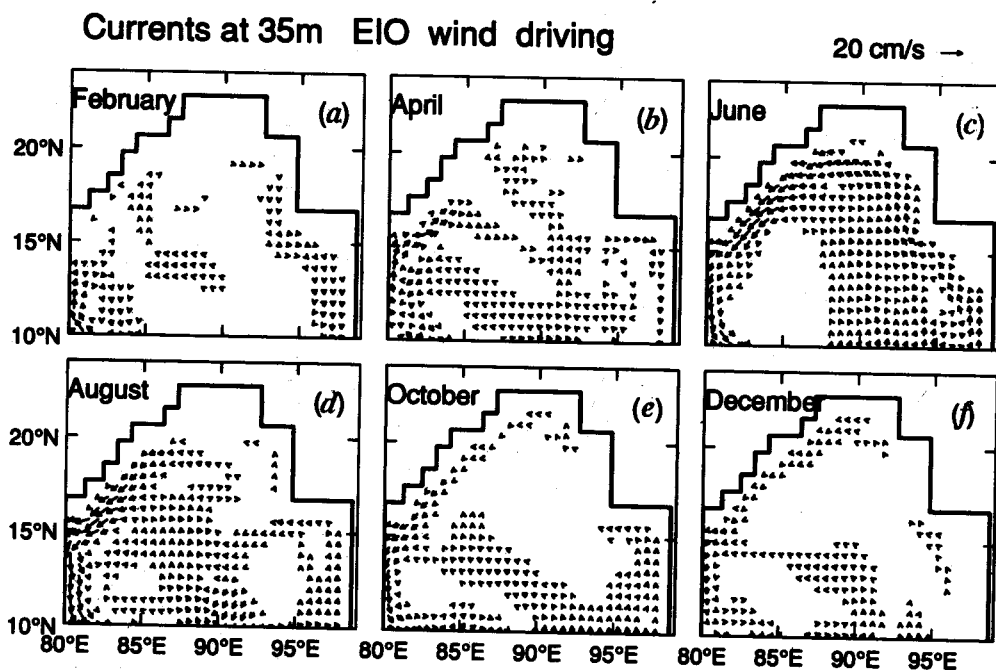 Currents at 35m EIO wind driving
20 cm/s →
February (a)
April (b)
June (c)
20°N
15°N
10°N
August (d)
October (e)
December (f)
20°N
15°N
10°N
80°E 85°E 90°E 95°E 80°E 85°E 90°E 95°E 80°E 85°E 90°E 95°E